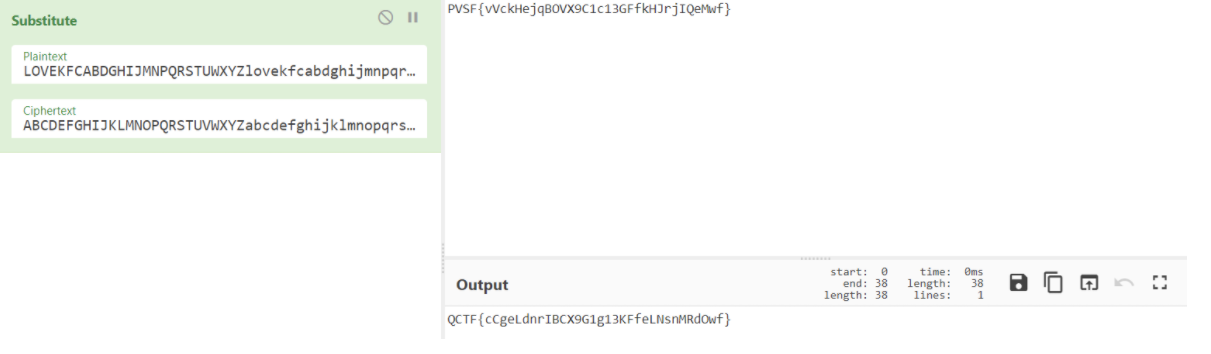 Substitute
Plaintext
LOVEKFCABDGHIJMNPQRSTUWXYZlovekfcabdghijmnpqr…
Ciphertext
ABCDEFGHIJKLMNOPQRSTUVWXYZabcdefghijklmnopqrs…
PVSF{vVckHejqBOVX9C1c13GFfkHJrjIQeMwf}
Output
start: 0 time: 0ms
end: 38 length: 38
length: 38 lines: 1
QCTF{cCgeLdnrIBCX9G1g13KFfeLNsnMRdOwf}